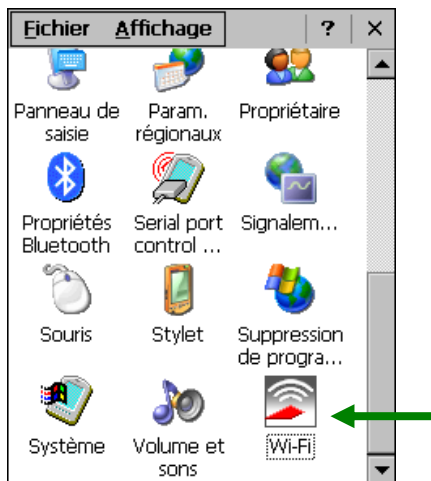 Fichier Affichage ? ×
Panneau de saisie
Param. régionaux
Propriétaire
Propriétés Bluetooth
Serial port control ...
Signalem...
Souris
Stylet
Suppression de progra...
Système
Volume et sons
Wi-Fi